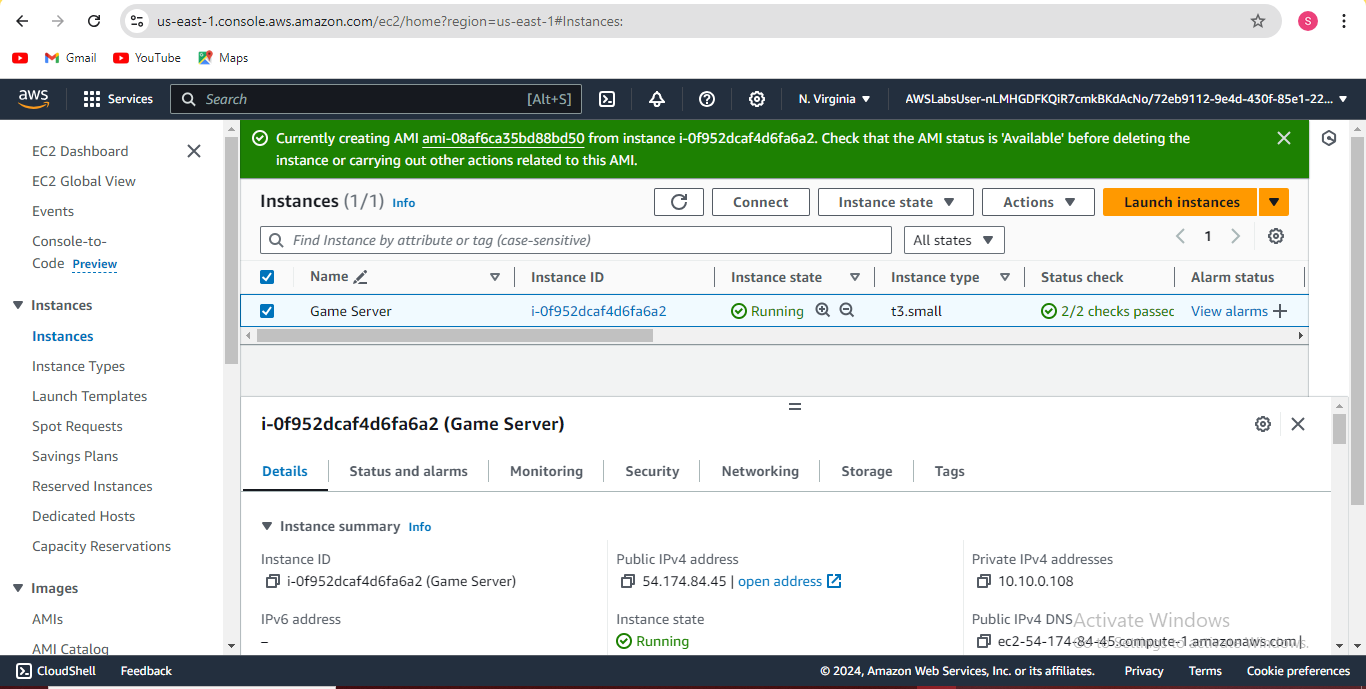 us-east-1.console.aws.amazon.com/ec2/home?region=us-east-1#Instances:
S
Gmail
YouTube
Maps
aws
Services
Search
[Alt+S]
N. Virginia
AWSLabsUser-nLMHGDFKQiR7cmkBKdAcNo/72eb9112-9e4d-430f-85e1-22...
EC2 Dashboard
EC2 Global View
Events
Console-to-
Code Preview
Instances
Instances
Instance Types
Launch Templates
Spot Requests
Savings Plans
Reserved Instances
Dedicated Hosts
Capacity Reservations
Images
AMIs
AMI Catalog
Currently creating AMI ami-08af6ca35bd88bd50 from instance i-0f952dcaf4d6fa6a2. Check that the AMI status is 'Available' before deleting the
instance or carrying out other actions related to this AMI.
Instances (1/1) Info
Connect
Instance state
Actions
Launch instances
Find Instance by attribute or tag (case-sensitive)
All states
1
Name
Instance ID
Instance state
Instance type
Status check
Alarm status
Game Server
i-0f952dcaf4d6fa6a2
Running
t3.small
2/2 checks passed
View alarms
i-0f952dcaf4d6fa6a2 (Game Server)
Details
Status and alarms
Monitoring
Security
Networking
Storage
Tags
Instance summary Info
Instance ID
i-0f952dcaf4d6fa6a2 (Game Server)
Public IPv4 address
54.174.84.45 | open address
Private IPv4 addresses
10.10.0.108
IPv6 address
–
Instance state
Running
Public IPv4 DNS
ec2-54-174-84-45.compute-1.amazonaws.com |
Activate Windows
Go to Settings to activate Windows.
CloudShell
Feedback
© 2024, Amazon Web Services, Inc. or its affiliates.
Privacy
Terms
Cookie preferences